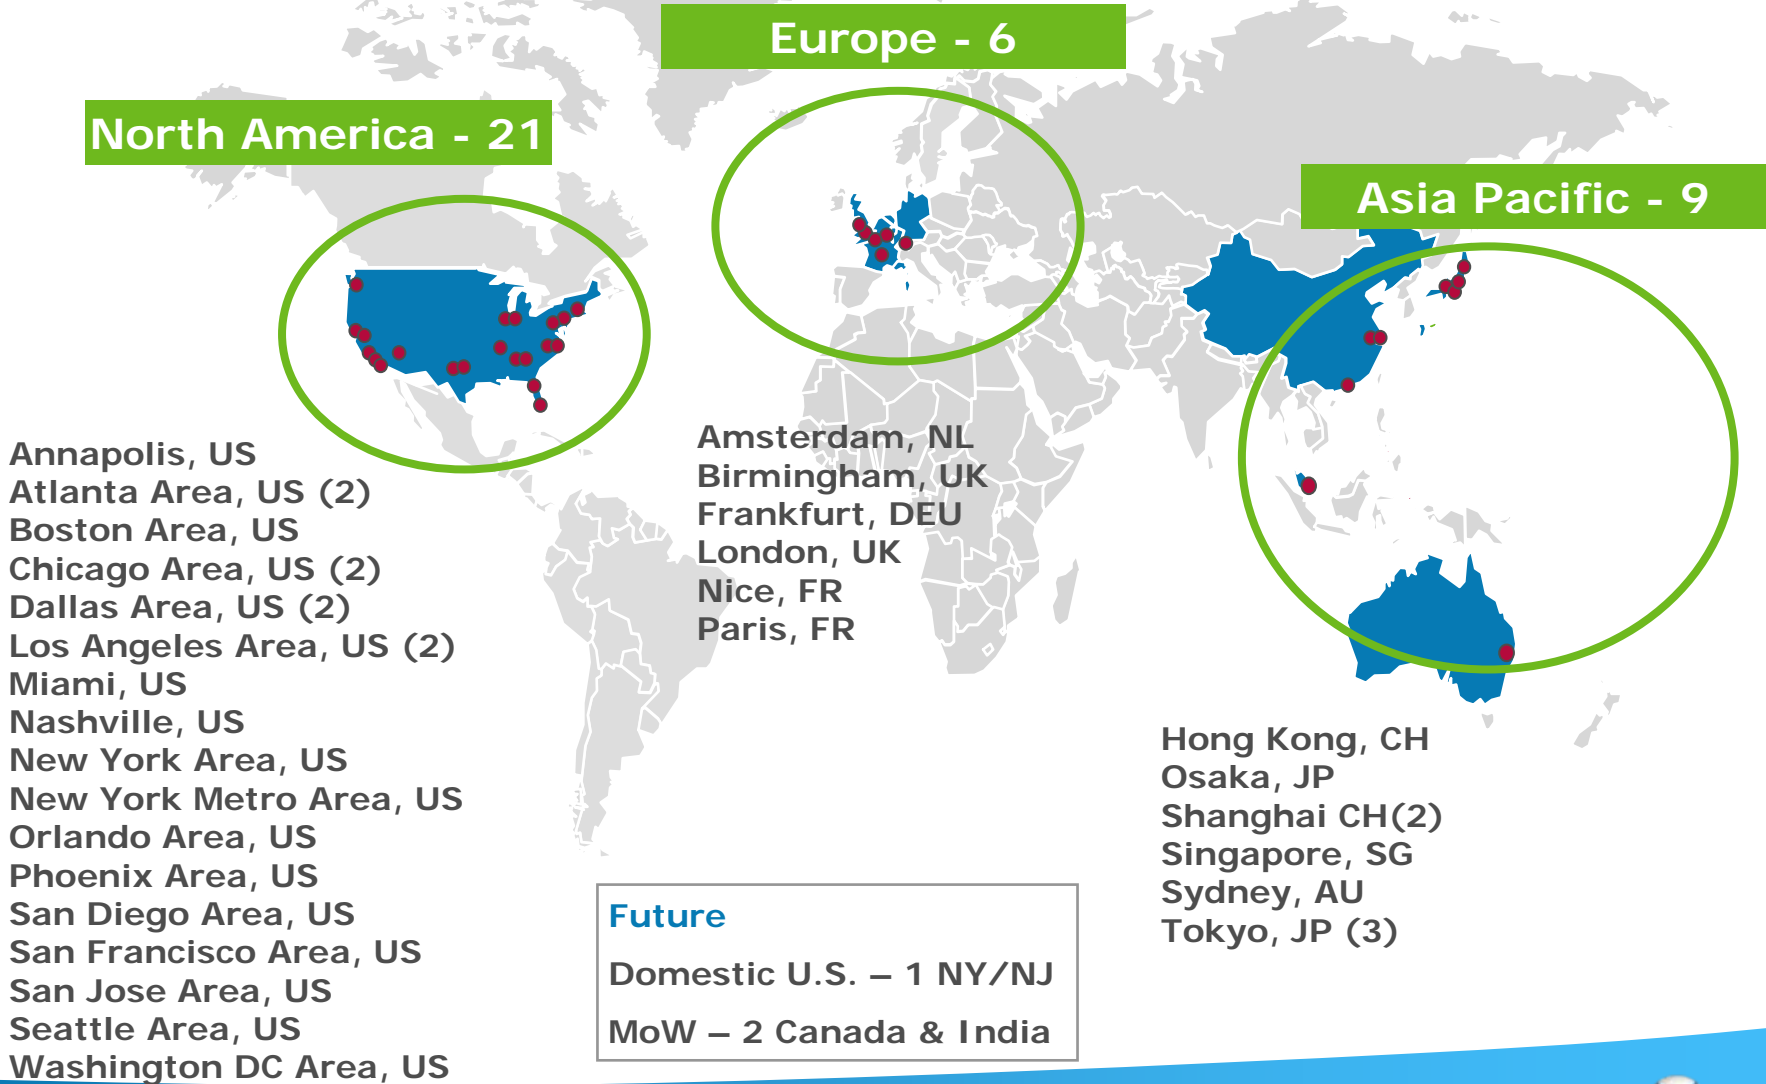 Europe - 6
North America - 21
Asia Pacific - 9
Annapolis, US
Atlanta Area, US (2)
Boston Area, US
Chicago Area, US (2)
Dallas Area, US (2)
Los Angeles Area, US (2)
Miami, US
Nashville, US
New York Area, US
New York Metro Area, US
Orlando Area, US
Phoenix Area, US
San Diego Area, US
San Francisco Area, US
San Jose Area, US
Seattle Area, US
Washington DC Area, US
Amsterdam, NL
Birmingham, UK
Frankfurt, DEU
London, UK
Nice, FR
Paris, FR
Hong Kong, CH
Osaka, JP
Shanghai CH(2)
Singapore, SG
Sydney, AU
Tokyo, JP (3)
Future
Domestic U.S. – 1 NY/NJ
MoW – 2 Canada & India